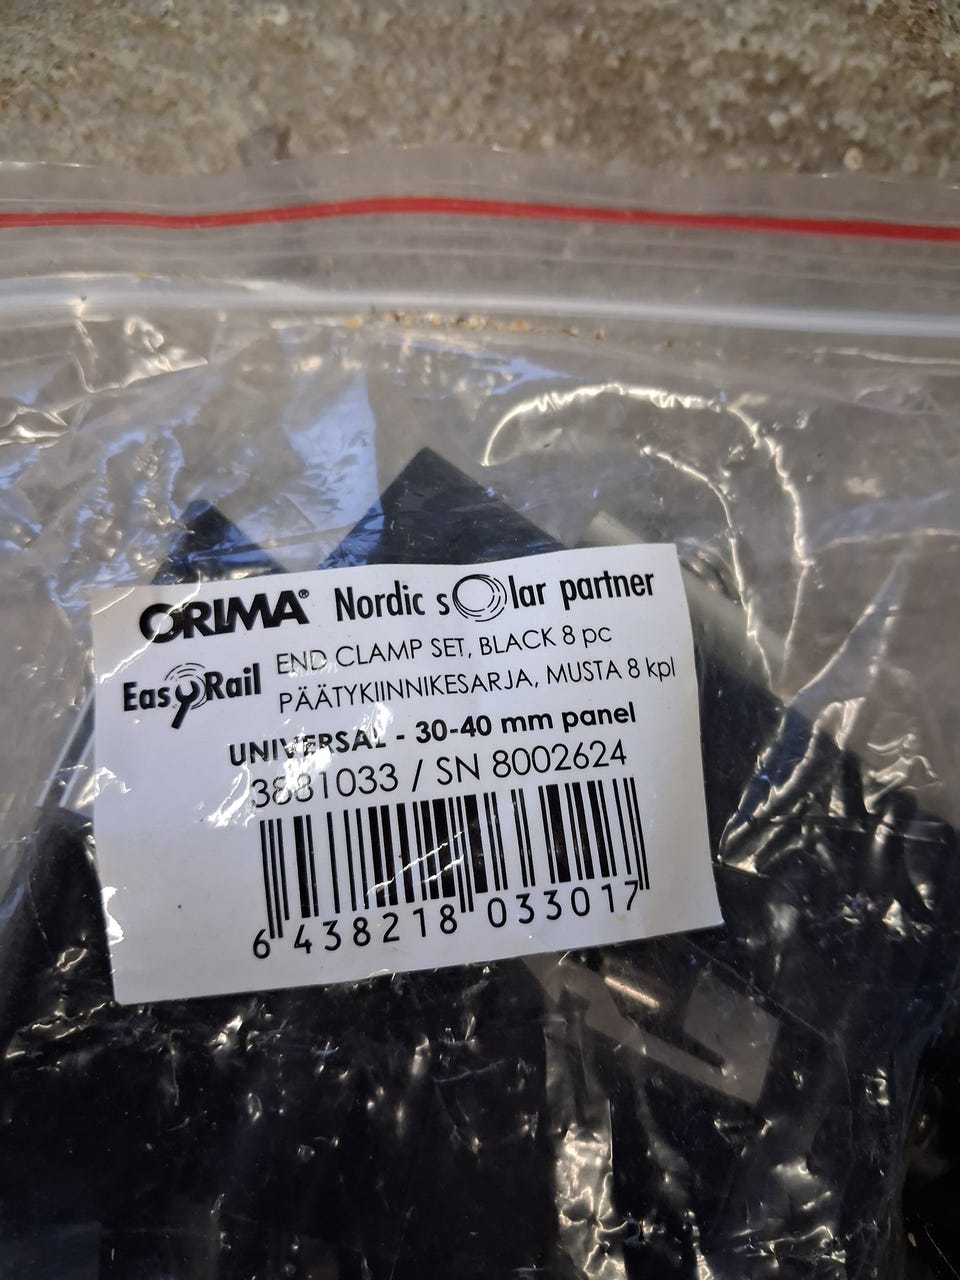 ORIMA® Nordic solar partner
EasyRail
END CLAMP SET, BLACK 8 pc
PÄÄTYKIINNIKESARJA, MUSTA 8 kpl
UNIVERSAL - 30-40 mm panel
3881033 / SN 8002624
6 438218 033017